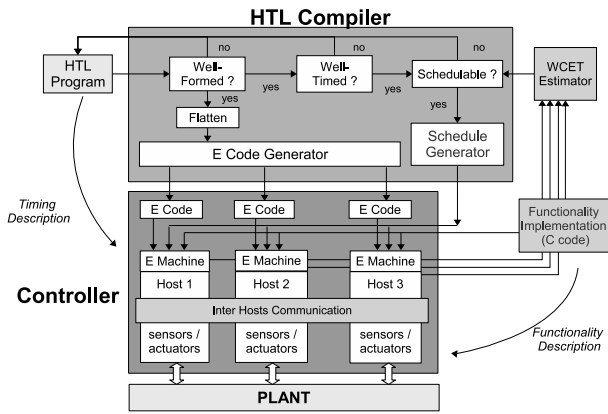 HTL Compiler
no
no
no
HTL
Program
Well-
Formed ?
Well-
Timed ?
Schedulable ?
WCET
Estimator
yes
yes
yes
yes
Flatten
E Code Generator
Schedule
Generator
Timing
Description
E Code
E Code
E Code
Functionality
Implementation
(C code)
E Machine
E Machine
E Machine
Host 1
Host 2
Host 3
Controller
Inter Hosts Communication
sensors /
actuators
sensors /
actuators
sensors /
actuators
Functionality
Description
PLANT